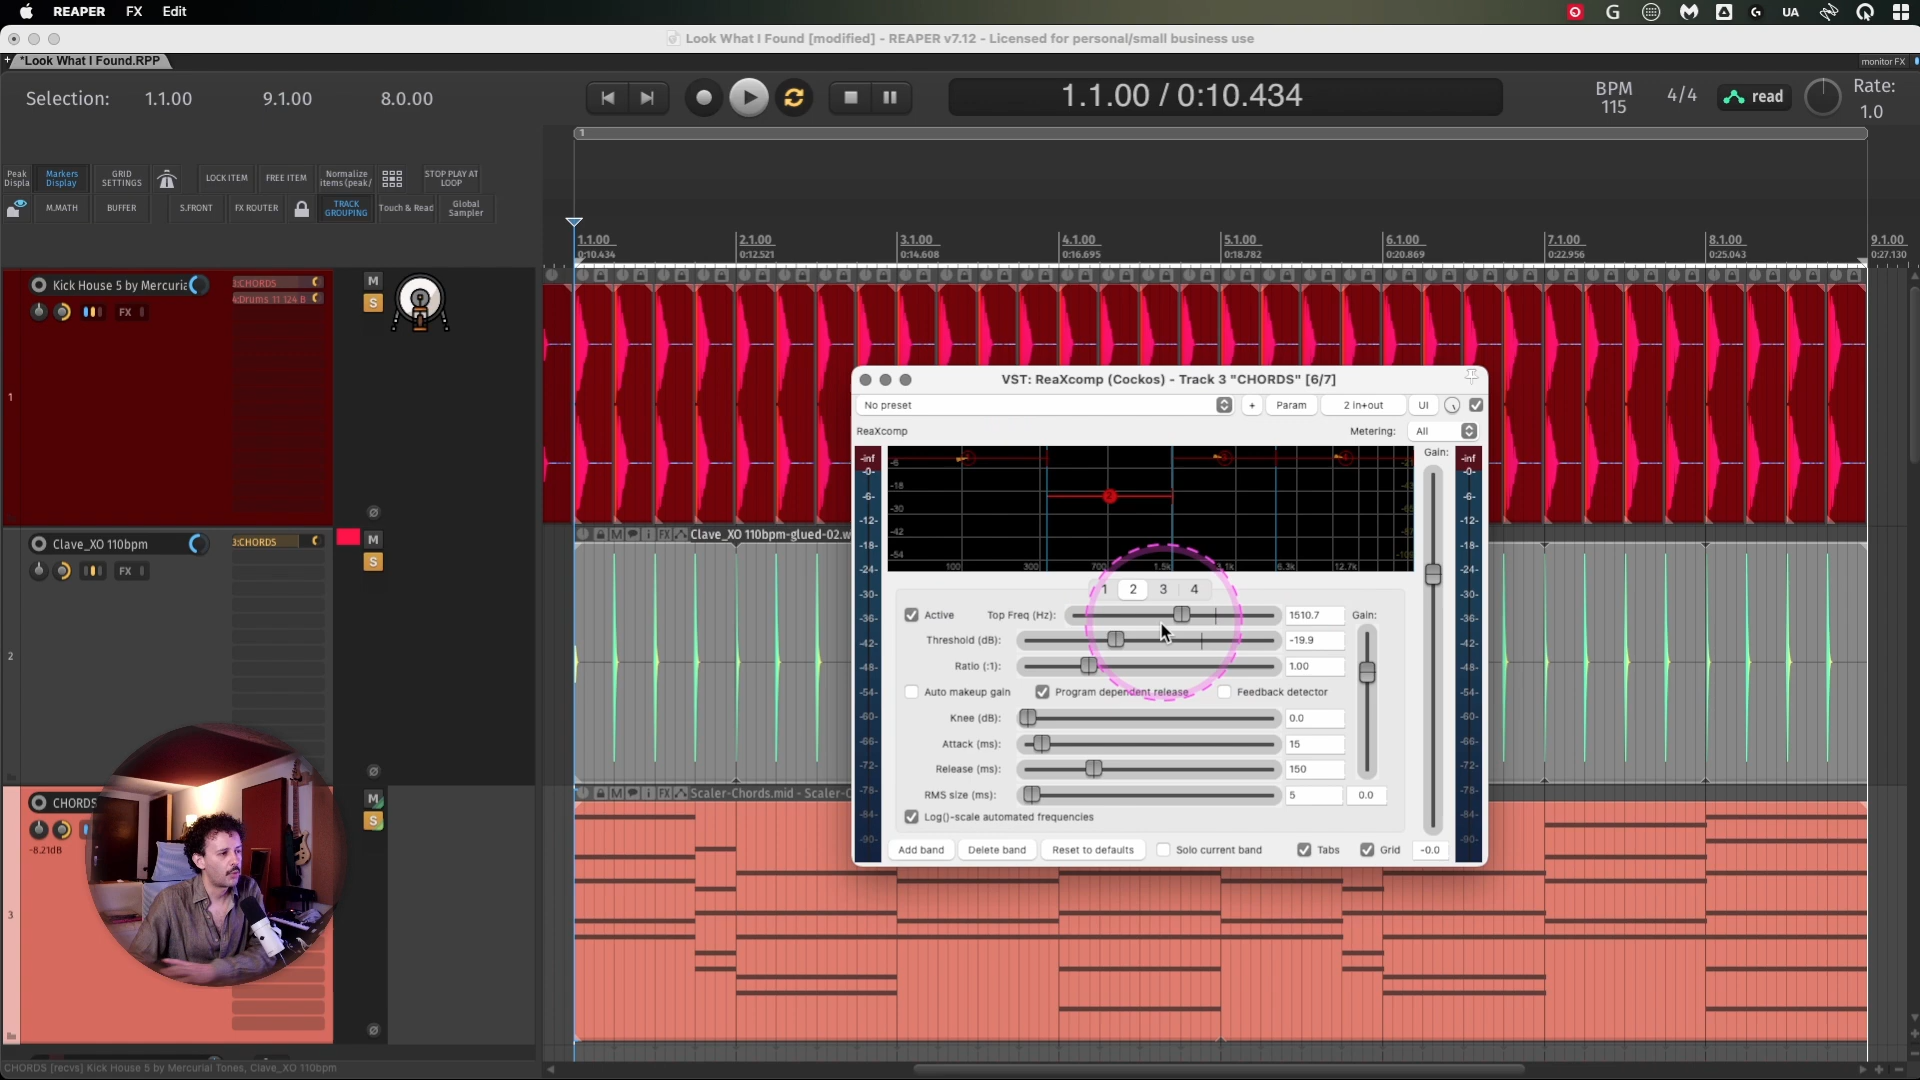 REAPER FX Edit
UA
Look What I Found [modified] - REAPER v7.12 - Licensed for personal/small business use
*Look What I Found.RPP
monitor FX
Selection: 1.1.00 9.1.00 8.0.00
1.1.00 / 0:10.434
BPM
115
4/4
read
Rate:
1.0
1
Peak
Displa
Markers
Display
GRID
SETTINGS
LOCK ITEM
FREE ITEM
Normalize
items (peak/
STOP PLAY AT
LOOP
M.MATH
BUFFER
S.FRONT
FX ROUTER
TRACK
GROUPING
Touch & Read
Global
Sampler
1.1.00 2.1.00 3.1.00 4.1.00 5.1.00 6.1.00 7.1.00 8.1.00 9.1.00
0:10.434 0:12.521 0:14.608 0:16.695 0:18.782 0:20.869 0:22.956 0:25.043 0:27.130
Kick House 5 by Mercuria
3:CHORDS
4:Drums 11 124 B
M
S
FX
1
VST: ReaXcomp (Cockos) - Track 3 "CHORDS" [6/7]
No preset
+ Param 2 in+out UI
ReaXcomp
Metering: All
Gain:
-inf
-0-
-6-
-12-
-18-
-24-
-30-
-36-
-42-
-48-
-54-
-60-
-66-
-72-
-78-
-84-
-90-
-6
-18
-30
-42
-54
100 300 700 1.5k 3.1k 6.3k 12.7k
-inf
-0-
-6-
-12-
-18-
-24-
-30-
-36-
-42-
-48-
-54-
-60-
-66-
-72-
-78-
-84-
-90-
1 2 3 4
Active Top Freq (Hz): 1510.7 Gain:
Threshold (dB): -19.9
Ratio (:1): 1.00
Auto makeup gain Program dependent release Feedback detector
Knee (dB): 0.0
Attack (ms): 15
Release (ms): 150
RMS size (ms): 5 0.0
Log()-scale automated frequencies
Add band Delete band Reset to defaults Solo current band Tabs Grid -0.0
Clave_XO 110bpm
3:CHORDS
M
S
FX
2
Clave_XO 110bpm-glued-02.w
CHORDS
M
S
-8.21dB
3
Scaler-Chords.mid - Scaler-C
CHORDS [recvs] Kick House 5 by Mercurial Tones, Clave_XO 110bpm